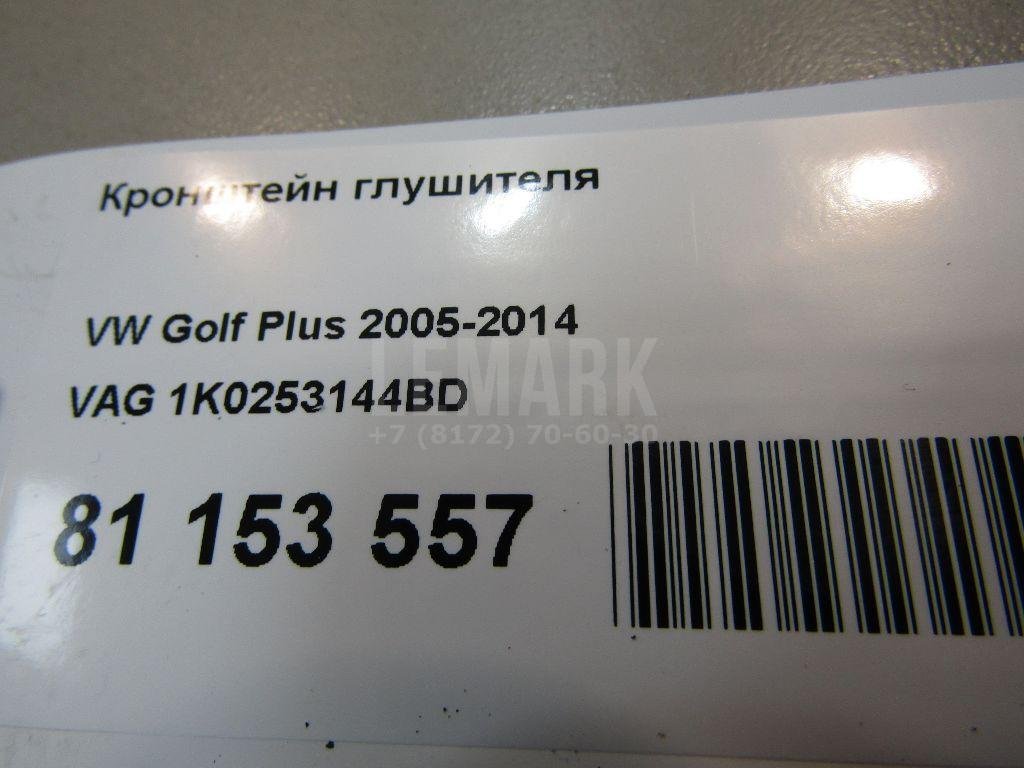 Кронштейн глушителя
VW Golf Plus 2005-2014
LEMARK
VAG 1K0253144BD
+7 (8172) 70-60-30
81 153 557